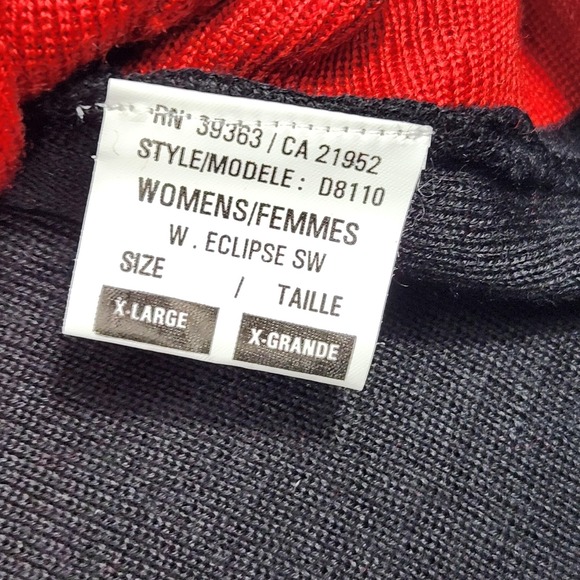 RN 39363 / CA 21952
STYLE/MODELE: D8110
WOMENS/FEMMES
W. ECLIPSE SW
SIZE / TAILLE
X-LARGE X-GRANDE